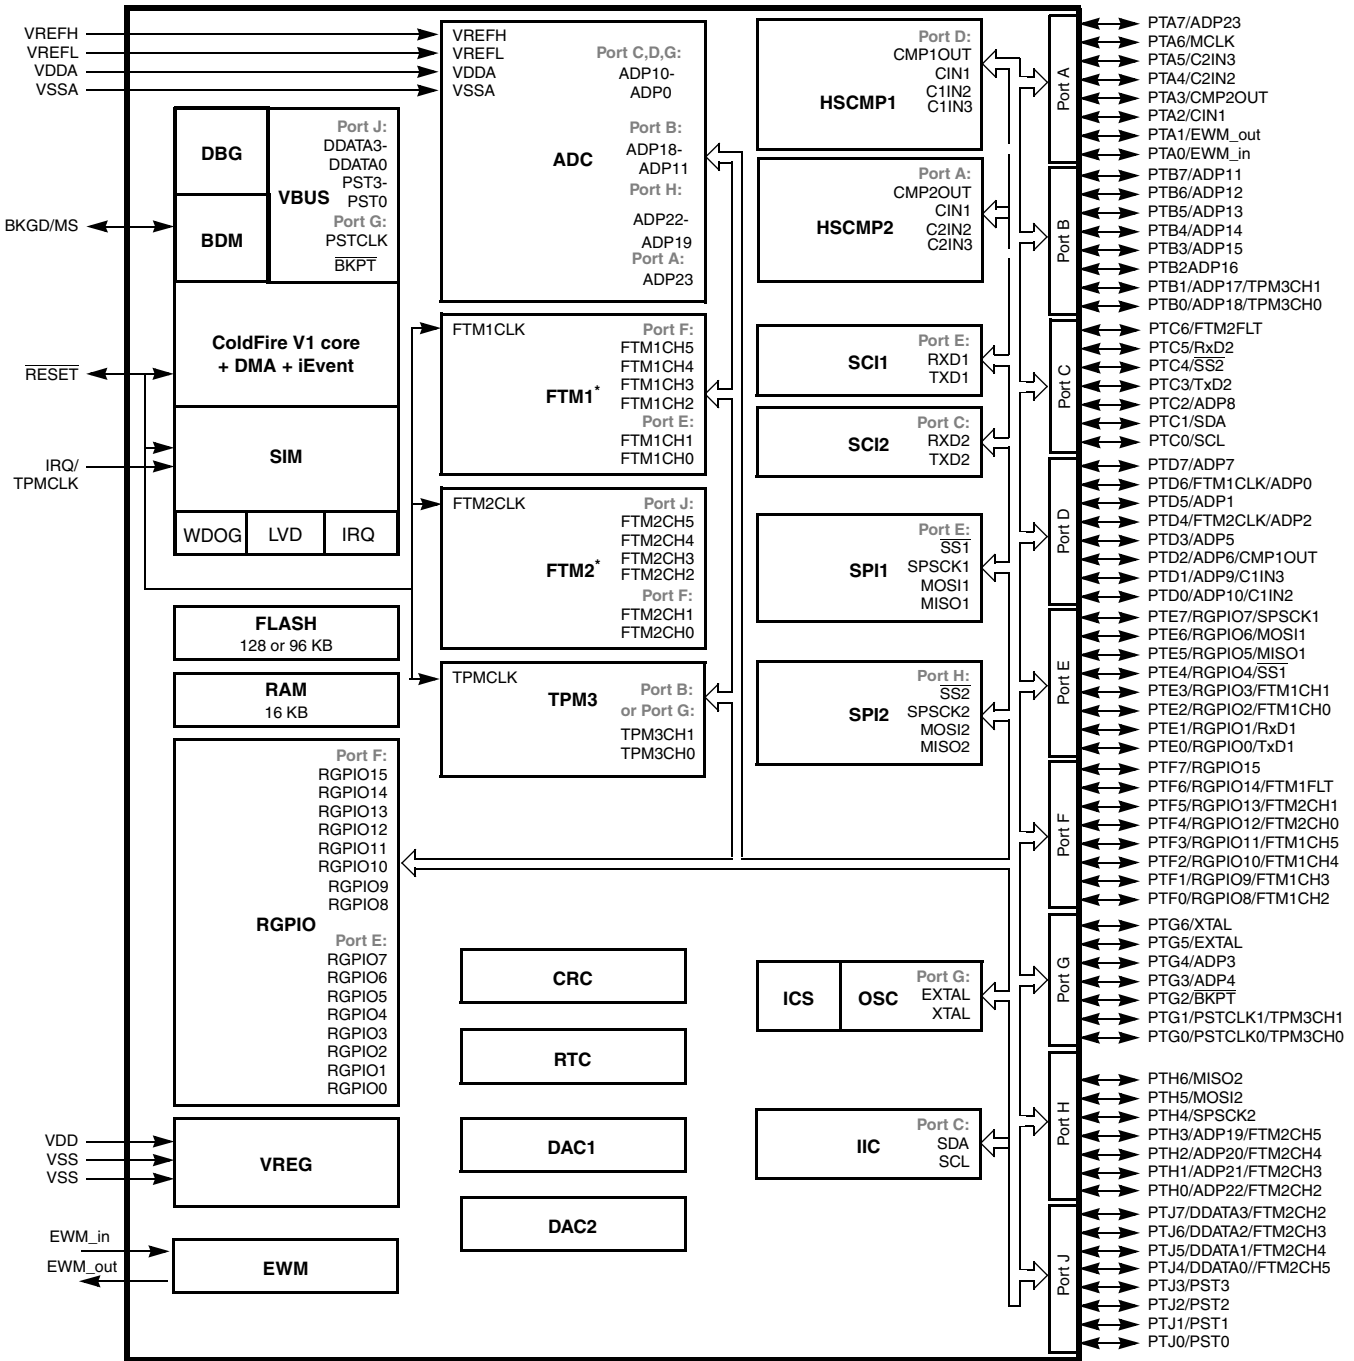 VREFH
VREFL
VDDA
VSSA
BKGD/MS
RESET
IRQ/
TPMCLK
VDD
VSS
VSS
EWM_in
EWM_out
DBG
BDM
VBUS
Port J:
DDATA3-
DDATA0
PST3-
PST0
Port G:
PSTCLK
BKPT
ColdFire V1 core
+ DMA + iEvent
SIM
WDOG
LVD
IRQ
FLASH
128 or 96 KB
RAM
16 KB
RGPIO
Port F:
RGPIO15
RGPIO14
RGPIO13
RGPIO12
RGPIO11
RGPIO10
RGPIO9
RGPIO8
Port E:
RGPIO7
RGPIO6
RGPIO5
RGPIO4
RGPIO3
RGPIO2
RGPIO1
RGPIO0
VREG
EWM
VREFH
VREFL
VDDA
VSSA
ADC
Port C,D,G:
ADP10-
ADP0
Port B:
ADP18-
ADP11
Port H:
ADP22-
ADP19
Port A:
ADP23
FTM1CLK
FTM1*
Port F:
FTM1CH5
FTM1CH4
FTM1CH3
FTM1CH2
Port E:
FTM1CH1
FTM1CH0
FTM2CLK
FTM2*
Port J:
FTM2CH5
FTM2CH4
FTM2CH3
FTM2CH2
Port F:
FTM2CH1
FTM2CH0
TPMCLK
TPM3
Port B:
or Port G:
TPM3CH1
TPM3CH0
CRC
RTC
DAC1
DAC2
HSCMP1
Port D:
CMP1OUT
CIN1
C1IN2
C1IN3
HSCMP2
Port A:
CMP2OUT
CIN1
C2IN2
C2IN3
SCI1
Port E:
RXD1
TXD1
SCI2
Port C:
RXD2
TXD2
SPI1
Port E:
SS1
SPSCK1
MOSI1
MISO1
SPI2
Port H:
SS2
SPSCK2
MOSI2
MISO2
ICS
OSC
Port G:
EXTAL
XTAL
IIC
Port C:
SDA
SCL
Port A
PTA7/ADP23
PTA6/MCLK
PTA5/C2IN3
PTA4/C2IN2
PTA3/CMP2OUT
PTA2/CIN1
PTA1/EWM_out
PTA0/EWM_in
Port B
PTB7/ADP11
PTB6/ADP12
PTB5/ADP13
PTB4/ADP14
PTB3/ADP15
PTB2ADP16
PTB1/ADP17/TPM3CH1
PTB0/ADP18/TPM3CH0
Port C
PTC6/FTM2FLT
PTC5/RxD2
PTC4/SS2
PTC3/TxD2
PTC2/ADP8
PTC1/SDA
PTC0/SCL
Port D
PTD7/ADP7
PTD6/FTM1CLK/ADP0
PTD5/ADP1
PTD4/FTM2CLK/ADP2
PTD3/ADP5
PTD2/ADP6/CMP1OUT
PTD1/ADP9/C1IN3
PTD0/ADP10/C1IN2
Port E
PTE7/RGPIO7/SPSCK1
PTE6/RGPIO6/MOSI1
PTE5/RGPIO5/MISO1
PTE4/RGPIO4/SS1
PTE3/RGPIO3/FTM1CH1
PTE2/RGPIO2/FTM1CH0
PTE1/RGPIO1/RxD1
PTE0/RGPIO0/TxD1
Port F
PTF7/RGPIO15
PTF6/RGPIO14/FTM1FLT
PTF5/RGPIO13/FTM2CH1
PTF4/RGPIO12/FTM2CH0
PTF3/RGPIO11/FTM1CH5
PTF2/RGPIO10/FTM1CH4
PTF1/RGPIO9/FTM1CH3
PTF0/RGPIO8/FTM1CH2
Port G
PTG6/XTAL
PTG5/EXTAL
PTG4/ADP3
PTG3/ADP4
PTG2/BKPT
PTG1/PSTCLK1/TPM3CH1
PTG0/PSTCLK0/TPM3CH0
Port H
PTH6/MISO2
PTH5/MOSI2
PTH4/SPSCK2
PTH3/ADP19/FTM2CH5
PTH2/ADP20/FTM2CH4
PTH1/ADP21/FTM2CH3
PTH0/ADP22/FTM2CH2
Port J
PTJ7/DDATA3/FTM2CH2
PTJ6/DDATA2/FTM2CH3
PTJ5/DDATA1/FTM2CH4
PTJ4/DDATA0//FTM2CH5
PTJ3/PST3
PTJ2/PST2
PTJ1/PST1
PTJ0/PST0